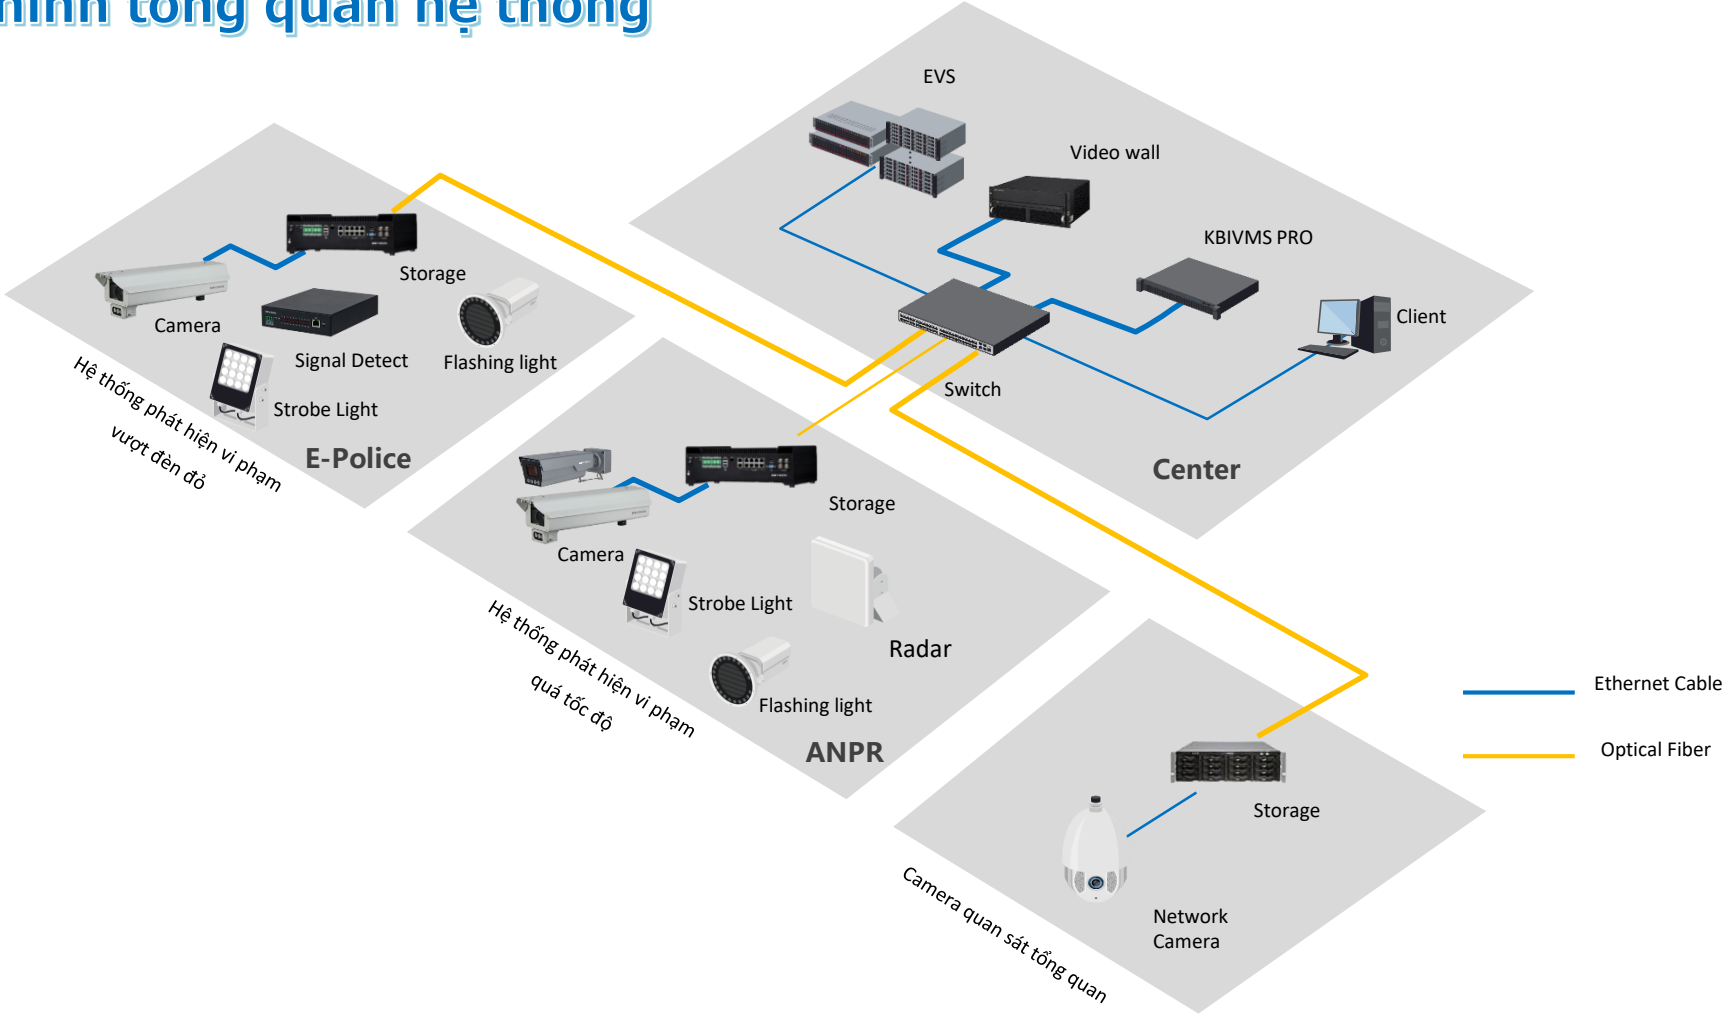 hình tổng quan hệ thống
EVS
Video wall
KBIVMS PRO
Client
Switch
Center
Storage
Camera
Signal Detect
Flashing light
Strobe Light
E-Police
Hệ thống phát hiện vi phạm
vượt đèn đỏ
Storage
Camera
Strobe Light
Radar
Flashing light
ANPR
Hệ thống phát hiện vi phạm
quá tốc độ
Ethernet Cable
Optical Fiber
Storage
Network
Camera
Camera quan sát tổng quan